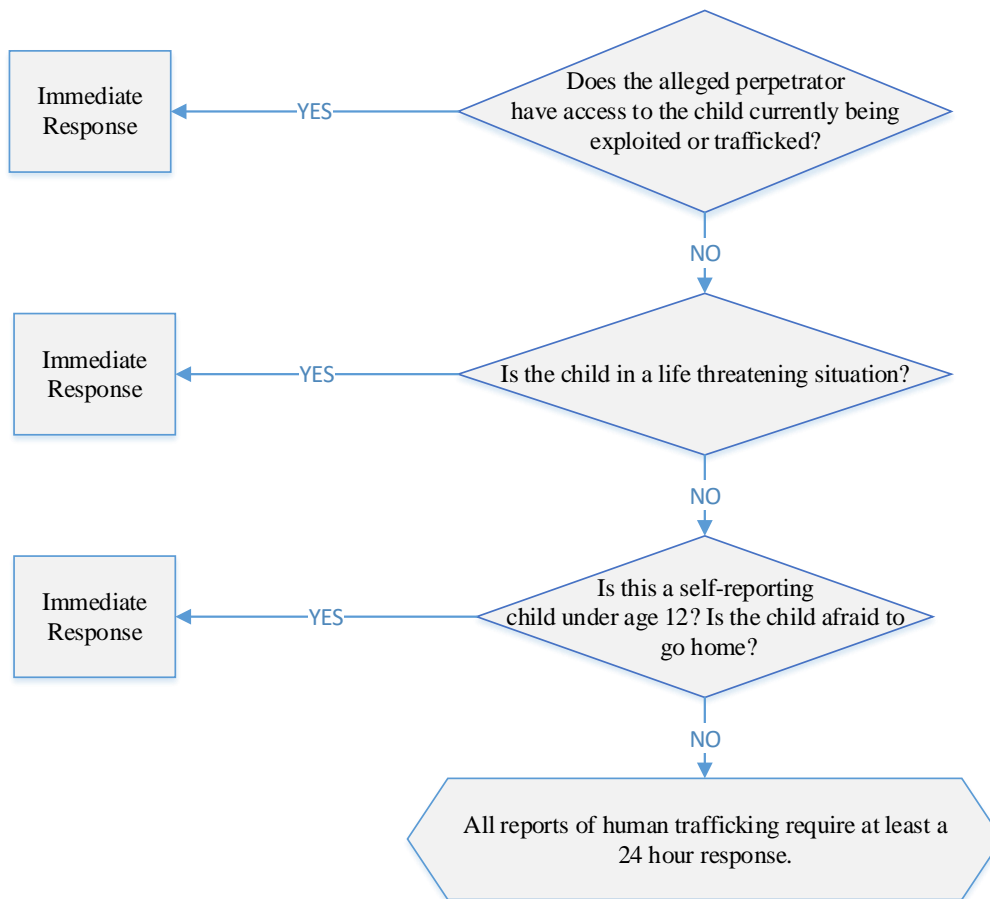 Does the alleged perpetrator
have access to the child currently being
exploited or trafficked?
YES
Immediate
Response
NO
Is the child in a life threatening situation?
YES
Immediate
Response
NO
Is this a self-reporting
child under age 12? Is the child afraid to
go home?
YES
Immediate
Response
NO
All reports of human trafficking require at least a
24 hour response.